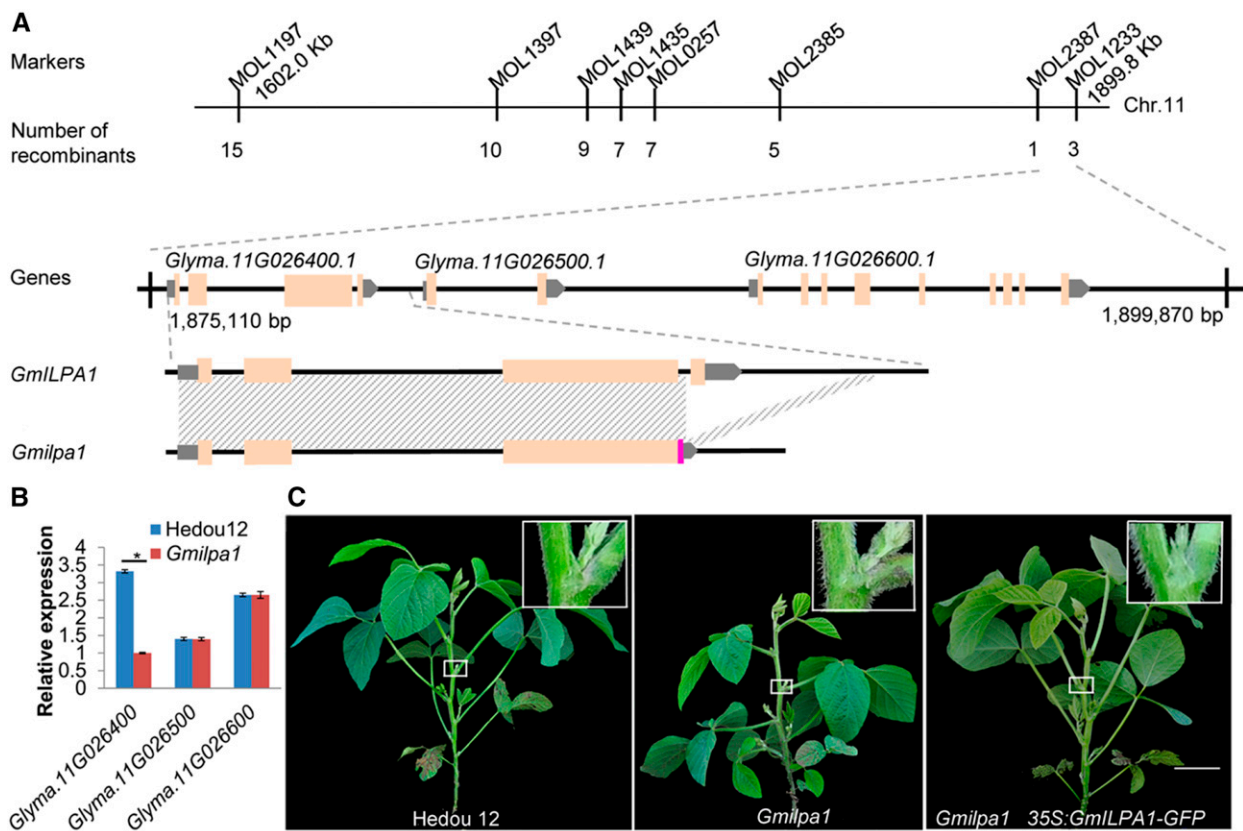 A
Markers
MOL1197
1602.0 Kb
MOL1397
MOL1439
MOL1435
MOL0257
MOL2385
MOL2387
MOL1233
1899.8 Kb
Chr.11
Number of
recombinants
15 10 9 7 7 5 1 3
Genes
Glyma.11G026400.1 Glyma.11G026500.1 Glyma.11G026600.1
1,875,110 bp 1,899,870 bp
GmILPA1
Gmilpa1
B
Relative expression
Hedou12
Gmilpa1
*
3.5
3
2.5
2
1.5
1
0.5
0
Glyma.11G026400
Glyma.11G026500
Glyma.11G026600
C
Hedou 12
Gmilpa1
Gmilpa1 35S:GmILPA1-GFP